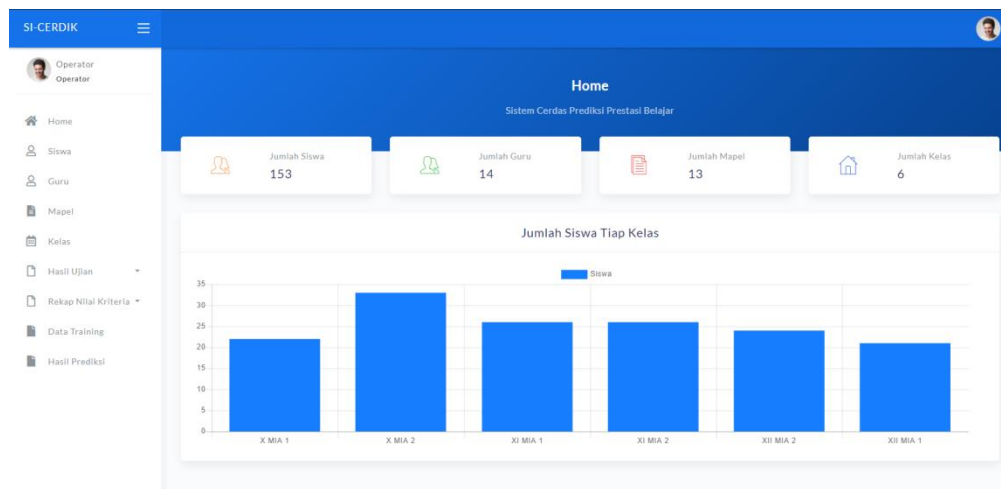 SI-CERDIK
Operator
Operator
Home
Siswa
Guru
Mapel
Kelas
Hasil Ujian
Rekap Nilai Kriteria
Data Training
Hasil Prediksi
Home
Sistem Cerdas Prediksi Prestasi Belajar
Jumlah Siswa
153
Jumlah Guru
14
Jumlah Mapel
13
Jumlah Kelas
6
Jumlah Siswa Tiap Kelas
Siswa
35
30
25
20
15
10
5
0
X MIA 1 X MIA 2 XI MIA 1 XI MIA 2 XII MIA 2 XII MIA 1